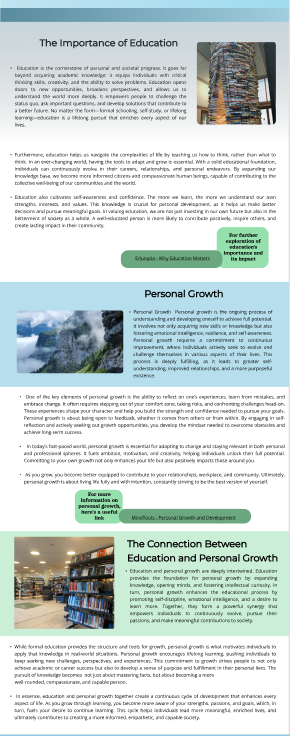 The Importance of Education
• Education is the cornerstone of personal and societal progress. It goes far
beyond acquiring academic knowledge; it equips individuals with critical
thinking skills, creativity, and the ability to solve problems. Education opens
doors to new opportunities, broadens perspectives, and allows us to
understand the world more deeply. It empowers people to challenge the
status quo, ask important questions, and develop solutions that contribute to
a better future. No matter the form—formal schooling, self-study, or lifelong
learning—education is a lifelong pursuit that enriches every aspect of our
lives.
• Furthermore, education helps us navigate the complexities of life by teaching us how to think, rather than what to
think. In an ever-changing world, having the tools to adapt and grow is essential. With a solid educational foundation,
individuals can continuously evolve in their careers, relationships, and personal endeavors. By expanding our
knowledge base, we become more informed citizens and compassionate human beings, capable of contributing to the
collective well-being of our communities and the world.
• Education also cultivates self-awareness and confidence. The more we learn, the more we understand our own
strengths, interests, and values. This knowledge is crucial for personal development, as it helps us make better
decisions and pursue meaningful goals. In valuing education, we are not just investing in our own future but also in the
betterment of society as a whole. A well-educated person is more likely to contribute positively, inspire others, and
create lasting impact in their community.
For further
exploration of
education's
importance and
its impact
Edutopia - Why Education Matters
Personal Growth
• Personal Growth Personal growth is the ongoing process of
understanding and developing oneself to achieve full potential.
It involves not only acquiring new skills or knowledge but also
fostering emotional intelligence, resilience, and self-awareness.
Personal growth requires a commitment to continuous
improvement, where individuals actively seek to evolve and
challenge themselves in various aspects of their lives. This
process is deeply fulfilling, as it leads to greater self-
understanding, improved relationships, and a more purposeful
existence.
• One of the key elements of personal growth is the ability to reflect on one's experiences, learn from mistakes, and
embrace change. It often requires stepping out of your comfort zone, taking risks, and confronting challenges head-on.
These experiences shape your character and help you build the strength and confidence needed to pursue your goals.
Personal growth is about being open to feedback, whether it comes from others or from within. By engaging in self-
reflection and actively seeking out growth opportunities, you develop the mindset needed to overcome obstacles and
achieve long-term success.
• In today's fast-paced world, personal growth is essential for adapting to change and staying relevant in both personal
and professional spheres. It fuels ambition, motivation, and creativity, helping individuals unlock their full potential.
Committing to your own growth not only enhances your life but also positively impacts those around you.
• As you grow, you become better equipped to contribute to your relationships, workplace, and community. Ultimately,
personal growth is about living life fully and with intention, constantly striving to be the best version of yourself.
For more
information on
personal growth,
here's a useful
link
MindTools - Personal Growth and Development
The Connection Between
Education and Personal Growth
• Education and personal growth are deeply intertwined. Education
provides the foundation for personal growth by expanding
knowledge, opening minds, and fostering intellectual curiosity. In
turn, personal growth enhances the educational process by
promoting self-discipline, emotional intelligence, and a desire to
learn more. Together, they form a powerful synergy that
empowers individuals to continuously evolve, pursue their
passions, and make meaningful contributions to society.
• While formal education provides the structure and tools for growth, personal growth is what motivates individuals to
apply that knowledge in real-world situations. Personal growth encourages lifelong learning, pushing individuals to
keep seeking new challenges, perspectives, and experiences. This commitment to growth drives people to not only
achieve academic or career success but also to develop a sense of purpose and fulfillment in their personal lives. The
pursuit of knowledge becomes not just about mastering facts, but about becoming a more
well-rounded, compassionate, and capable person.
• In essence, education and personal growth together create a continuous cycle of development that enhances every
aspect of life. As you grow through learning, you become more aware of your strengths, passions, and goals, which, in
turn, fuels your desire to continue learning. This cycle helps individuals lead more meaningful, enriched lives, and
ultimately contributes to creating a more informed, empathetic, and capable society.